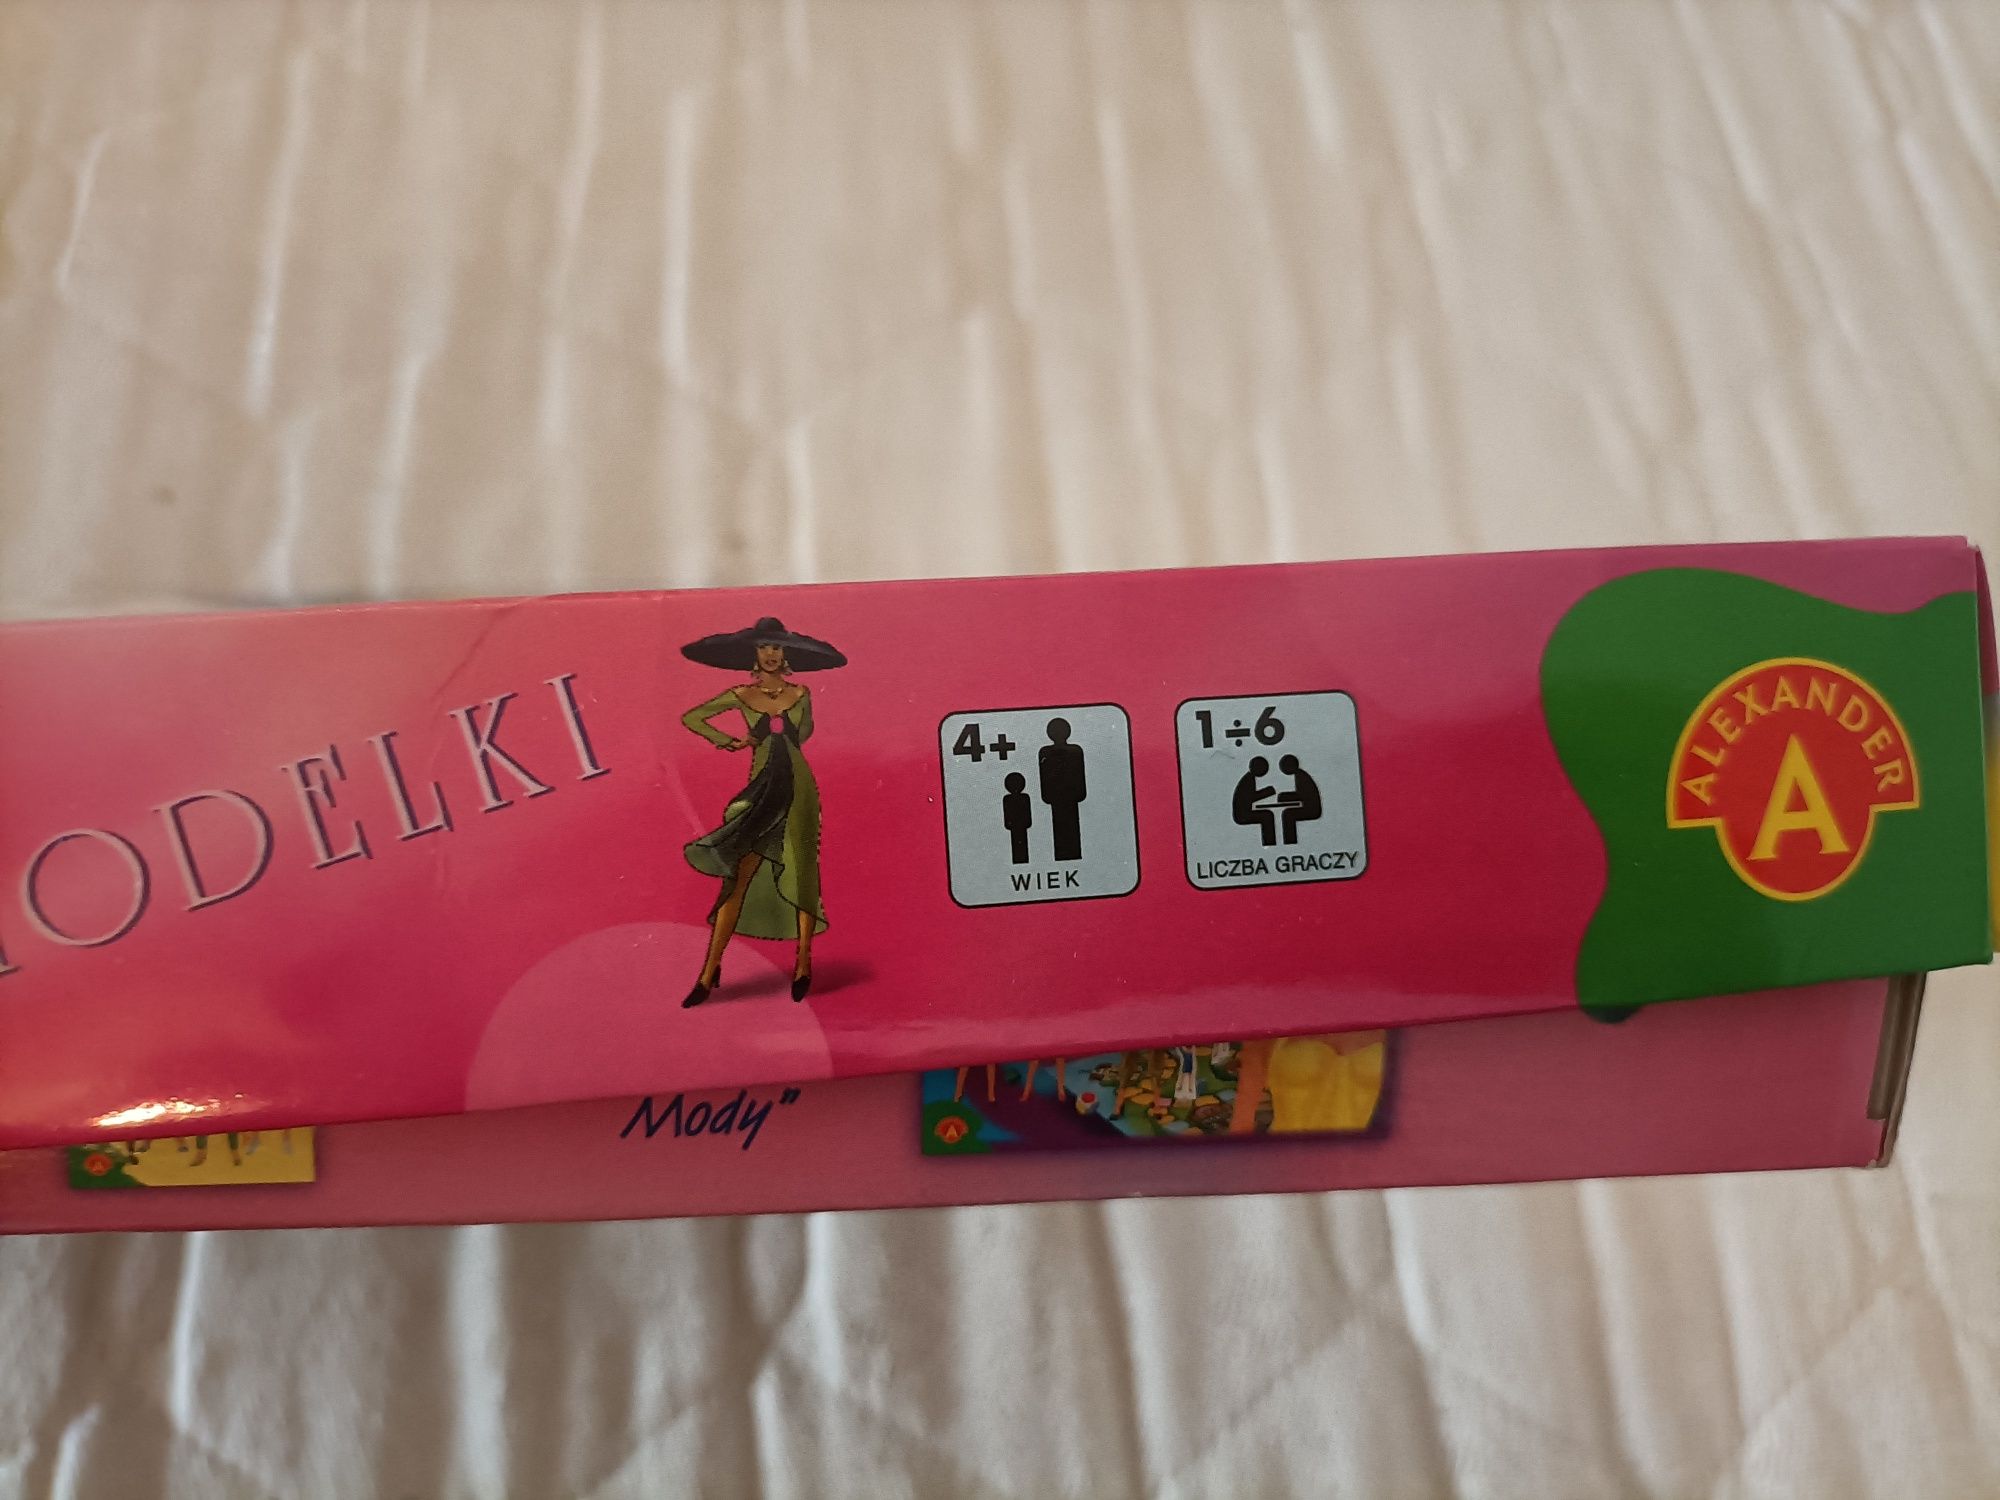 ODELKI
4+
WIEK
1÷6
LICZBA GRACZY
ALEXANDER
A
Mody"